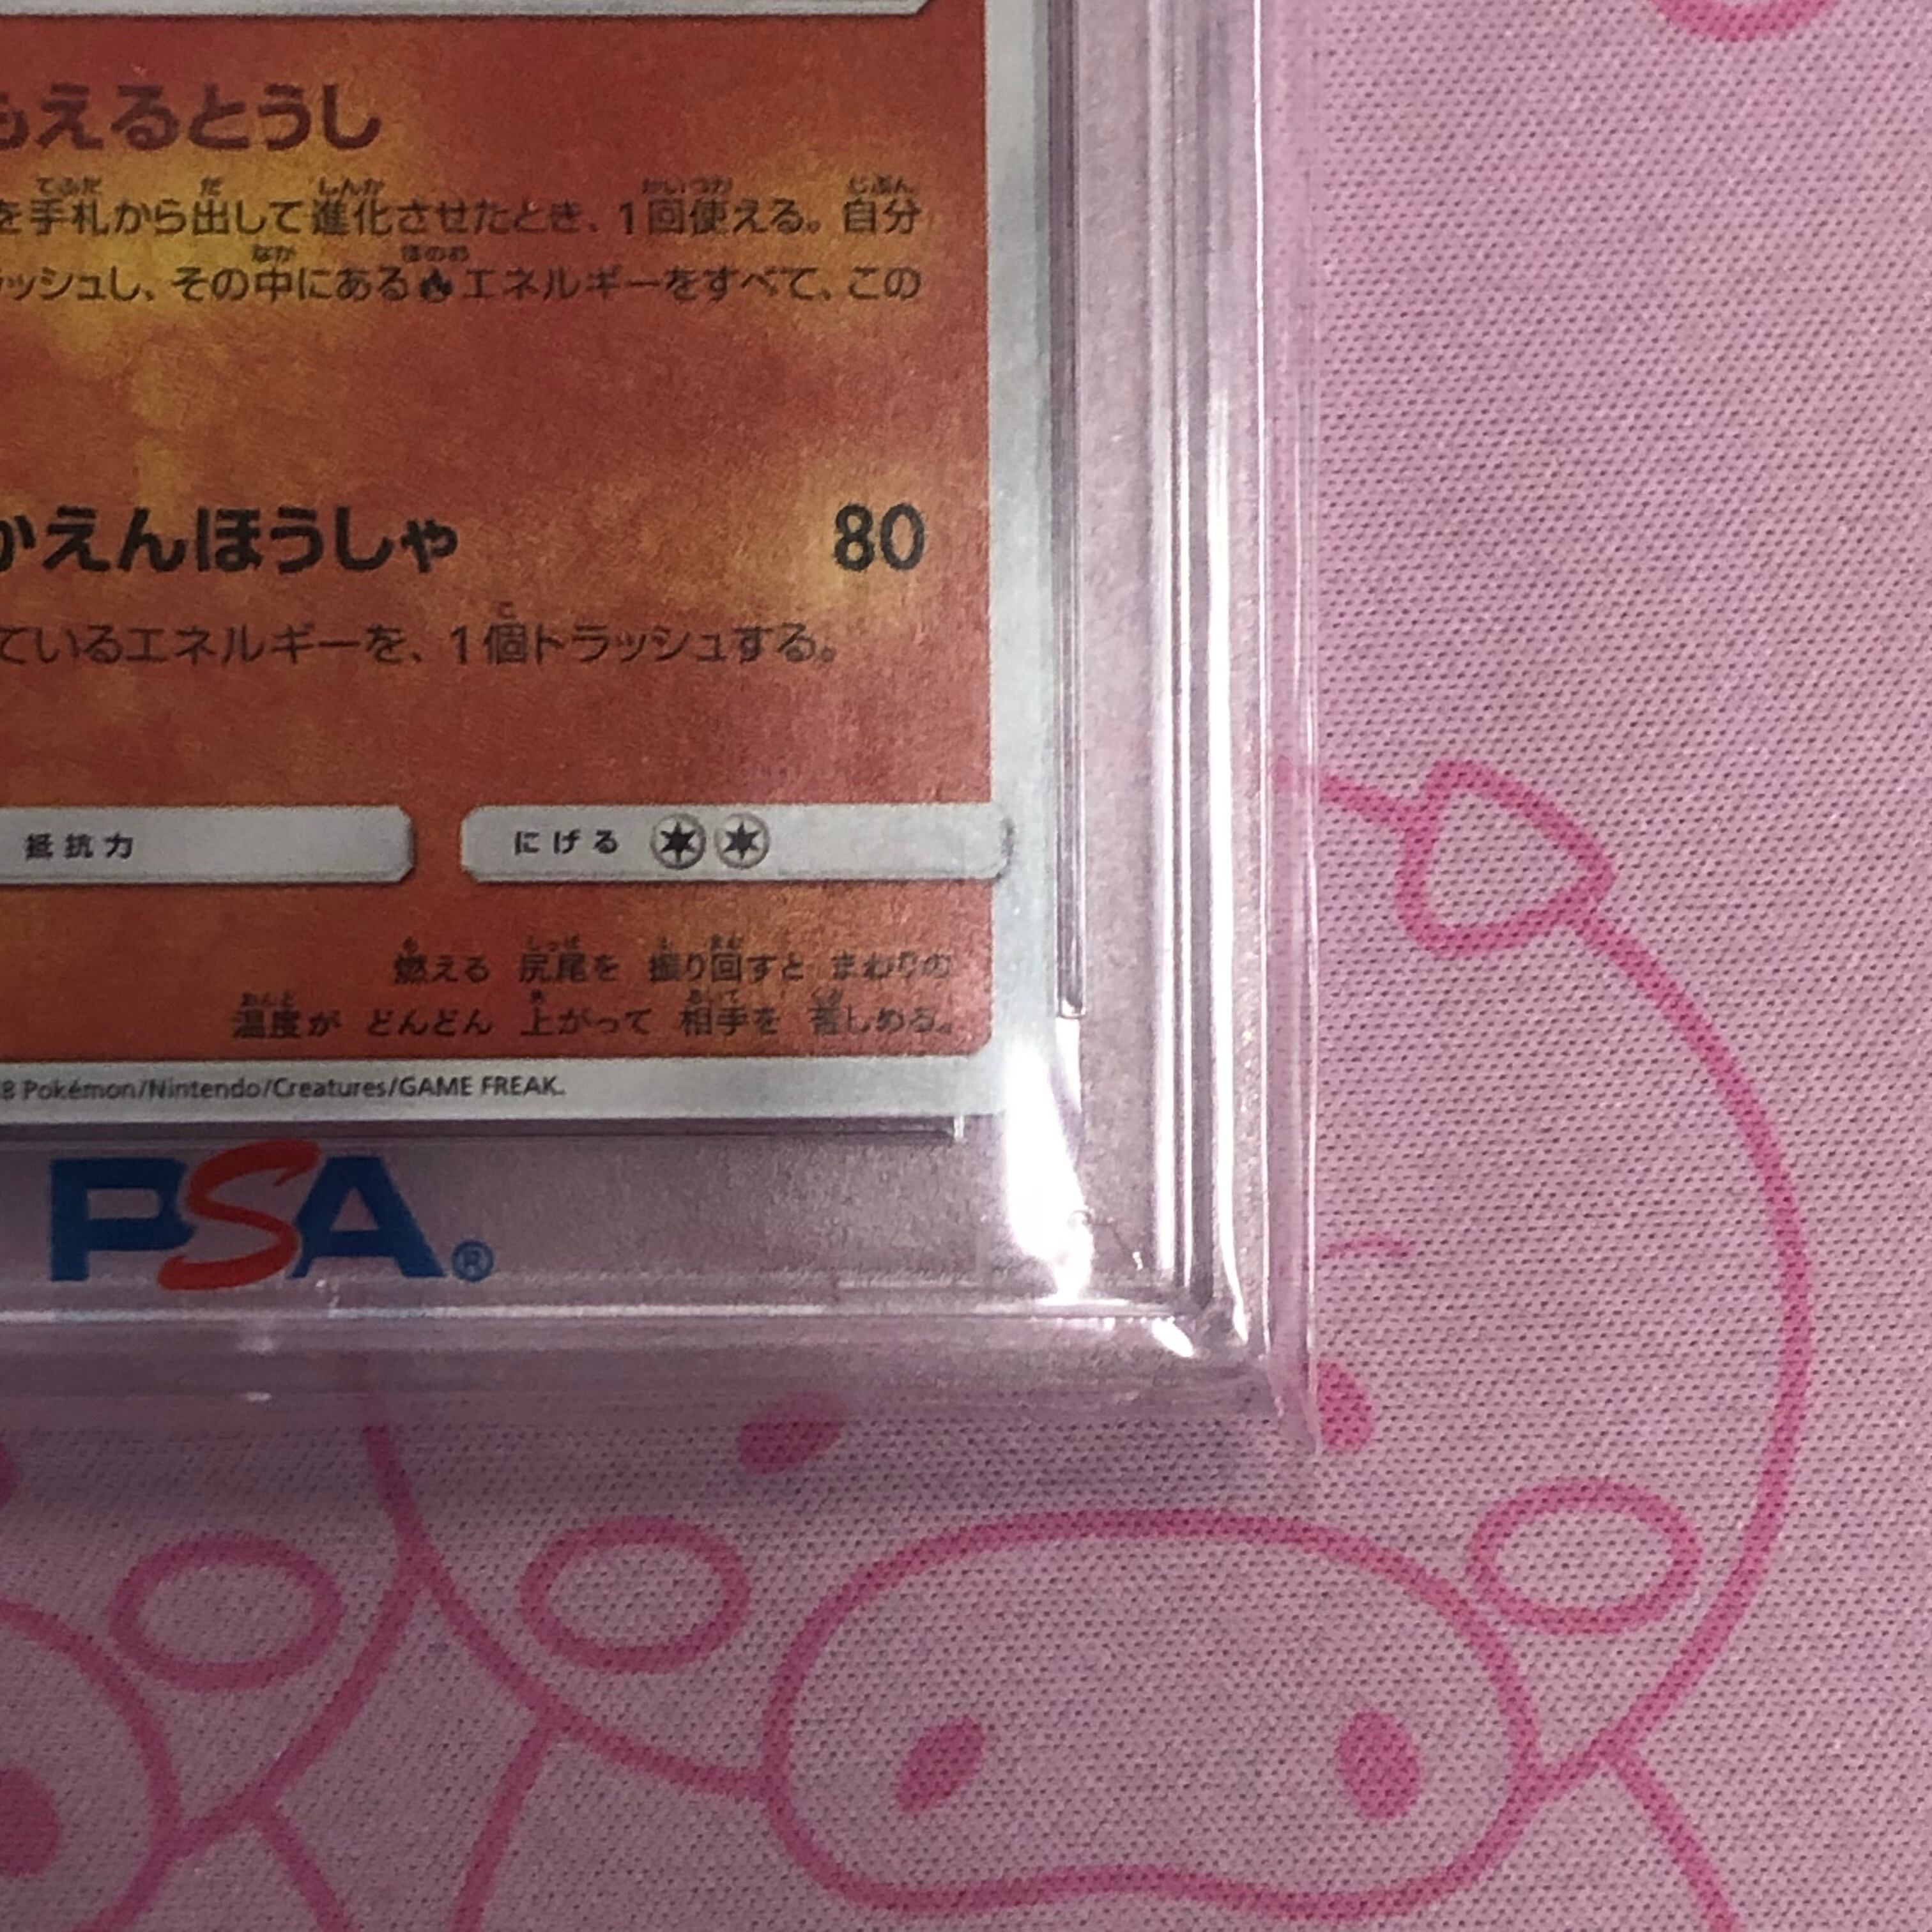 もえるとうし
を手札から出して進化させたとき、1回使える。自分
ラッシュし、その中にある エネルギーをすべて、この
かえんほうしゃ 80
ているエネルギーを、1個トラッシュする。
抵抗力 にげる
燃える 尻尾を 振り回すと まわりの
温度が どんどん 上がって 相手を 苦しめる。
8 Pokémon/Nintendo/Creatures/GAME FREAK.
PSA®